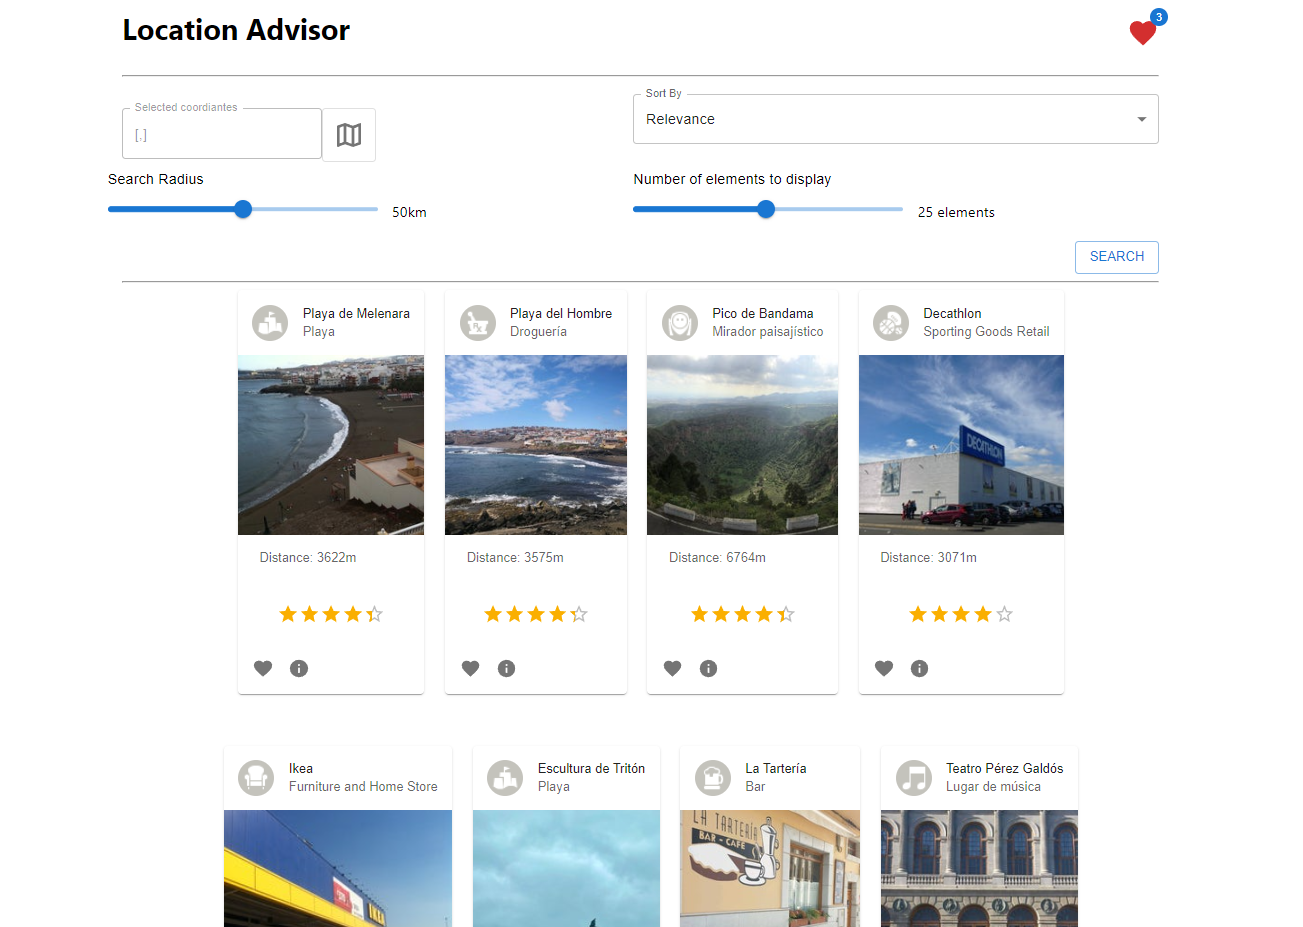 Location Advisor
3
Selected coordiantes
[,]
Sort By
Relevance
Search Radius
50km
Number of elements to display
25 elements
SEARCH
Playa de Melenara
Playa
Playa del Hombre
Droguería
Pico de Bandama
Mirador paisajístico
Decathlon
Sporting Goods Retail
DECATHLON
Distance: 3622m
Distance: 3575m
Distance: 6764m
Distance: 3071m
Ikea
Furniture and Home Store
Escultura de Tritón
Playa
La Tartería
Bar
Teatro Pérez Galdós
Lugar de música
IKEA
LA TARTERÍA
BAR - CAFÉ